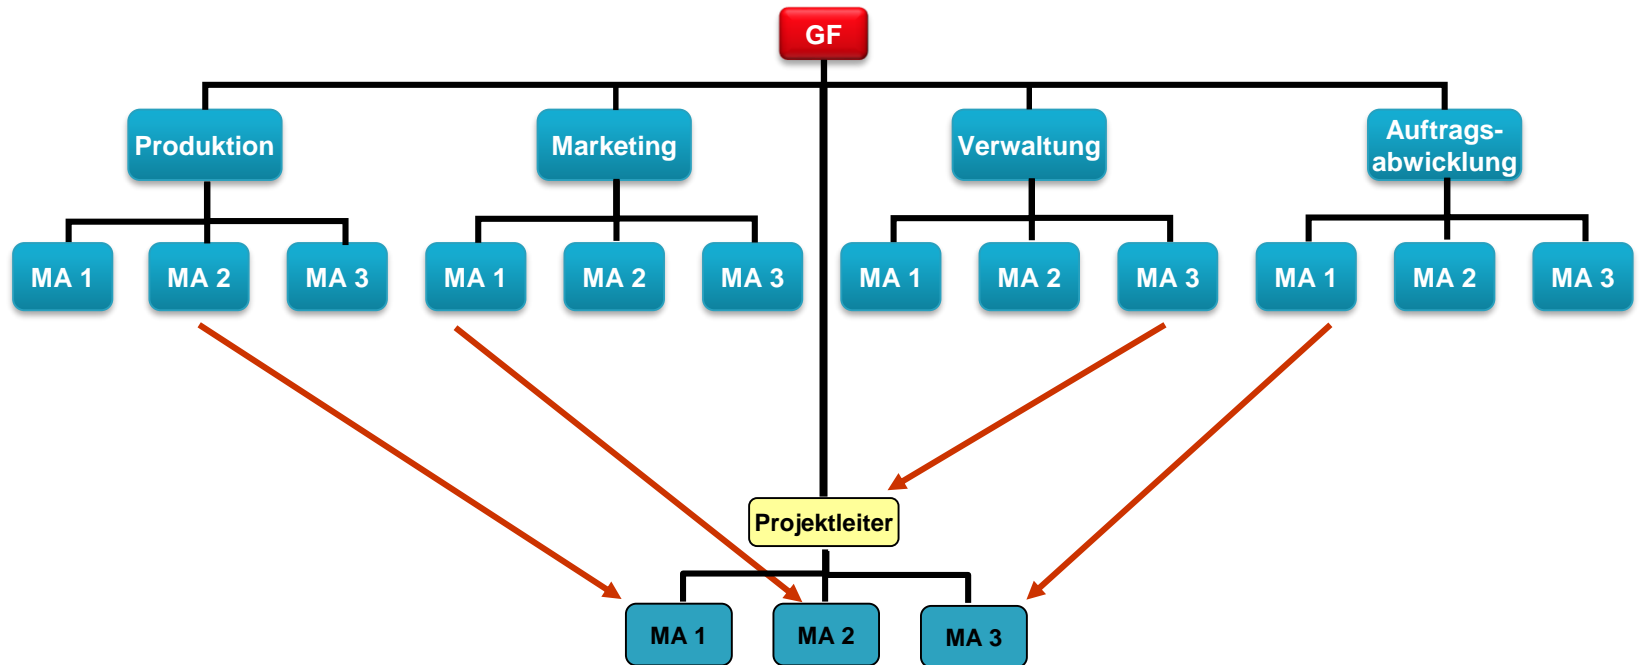 GF
Produktion
Marketing
Verwaltung
Auftrags-
abwicklung
MA 1
MA 2
MA 3
MA 1
MA 2
MA 3
MA 1
MA 2
MA 3
MA 1
MA 2
MA 3
Projektleiter
MA 1
MA 2
MA 3